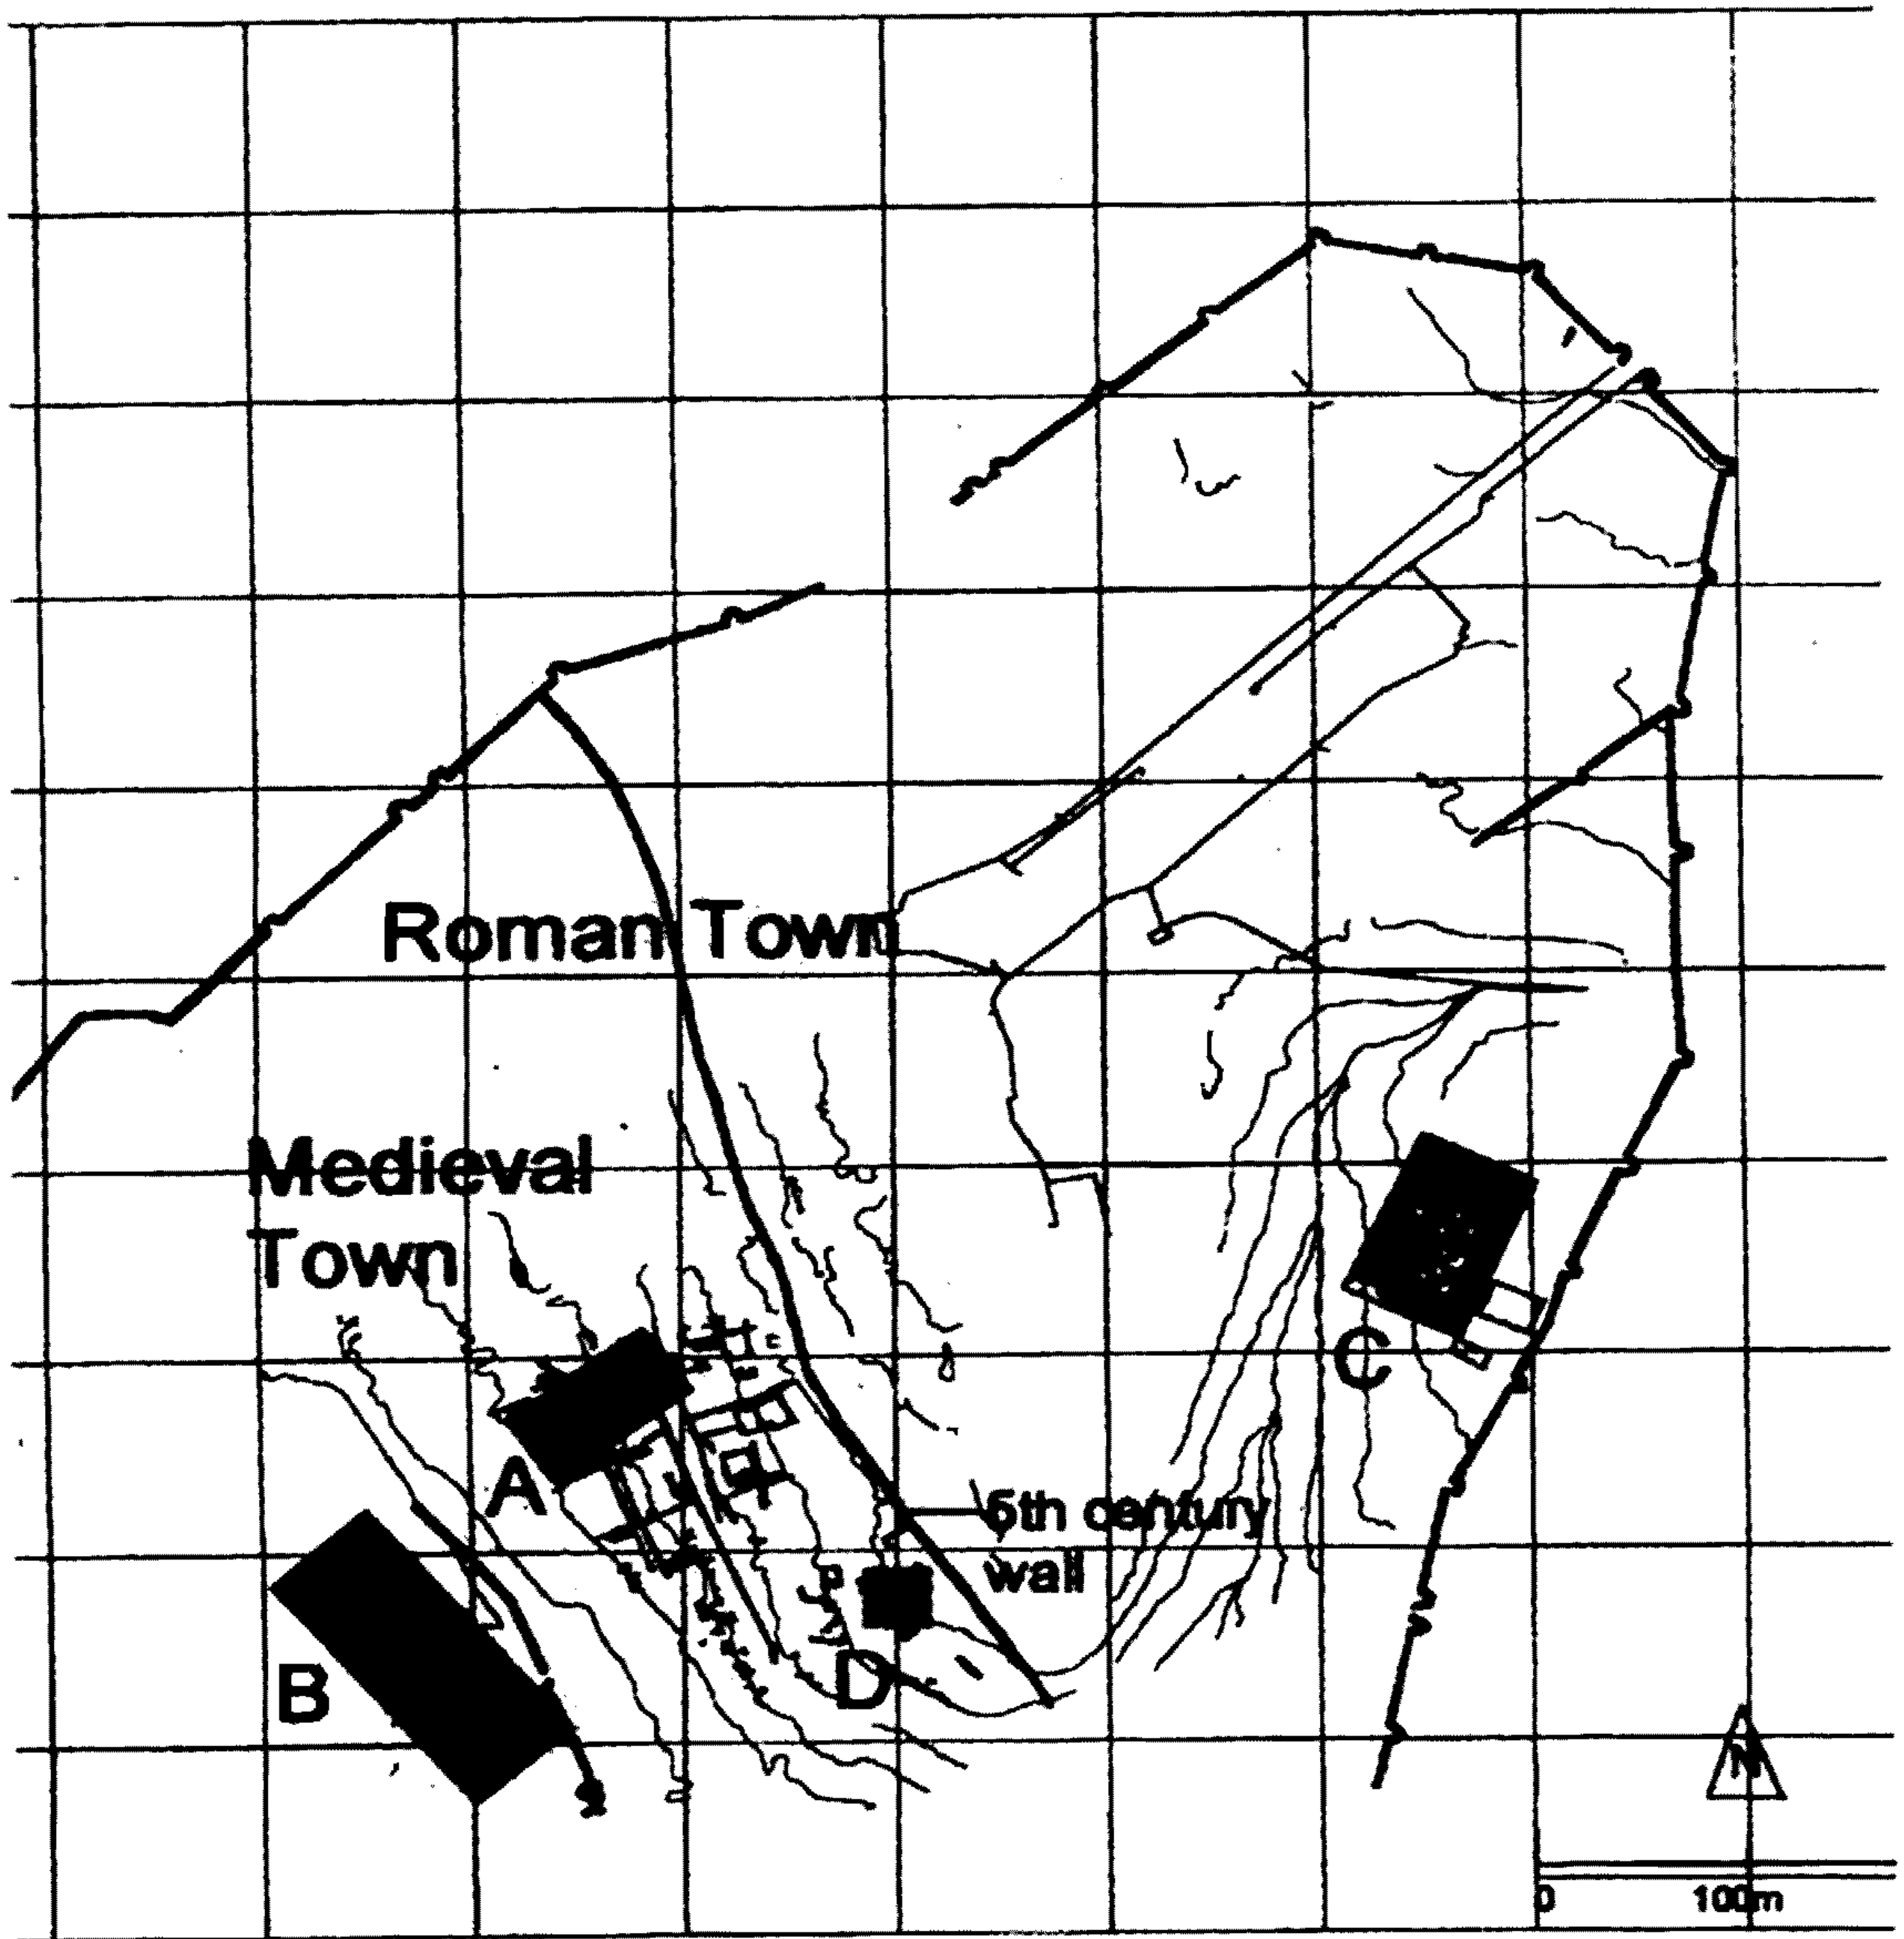 Roman Town
Medieval
Town
A
B
C
D
5th century
wall
N
0 100m